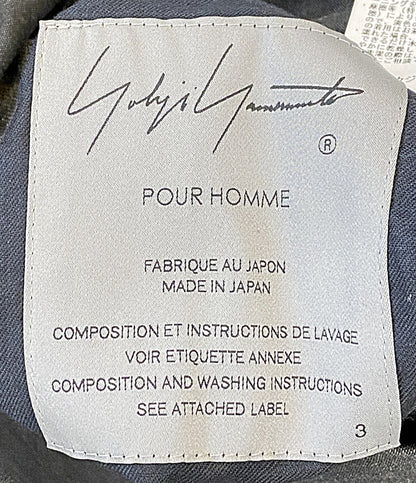 Yohji Yamamoto
®
POUR HOMME
FABRIQUE AU JAPON
MADE IN JAPAN
COMPOSITION ET INSTRUCTIONS DE LAVAGE
VOIR ETIQUETTE ANNEXE
COMPOSITION AND WASHING INSTRUCTIONS
SEE ATTACHED LABEL
3